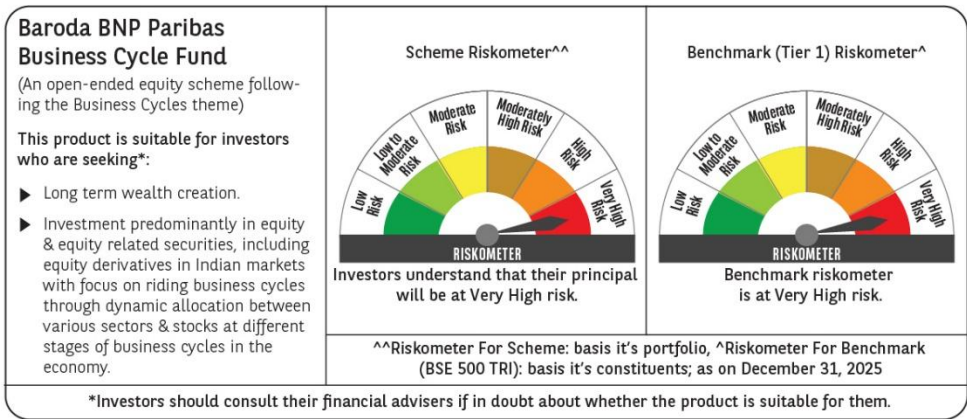 Baroda BNP Paribas
Business Cycle Fund
(An open-ended equity scheme follow-
ing the Business Cycles theme)
This product is suitable for investors
who are seeking*:
▶ Long term wealth creation.
▶ Investment predominantly in equity
& equity related securities, including
equity derivatives in Indian markets
with focus on riding business cycles
through dynamic allocation between
various sectors & stocks at different
stages of business cycles in the
economy.
Scheme Riskometer^^
Low
Risk
Low to
Moderate
Risk
Moderate
Risk
Moderately
High Risk
High
Risk
Very High
Risk
RISKOMETER
Investors understand that their principal
will be at Very High risk.
Benchmark (Tier 1) Riskometer^
Low
Risk
Low to
Moderate
Risk
Moderate
Risk
Moderately
High Risk
High
Risk
Very High
Risk
RISKOMETER
Benchmark riskometer
is at Very High risk.
^^Riskometer For Scheme: basis it's portfolio, ^Riskometer For Benchmark
(BSE 500 TRI): basis it's constituents; as on December 31, 2025
*Investors should consult their financial advisers if in doubt about whether the product is suitable for them.